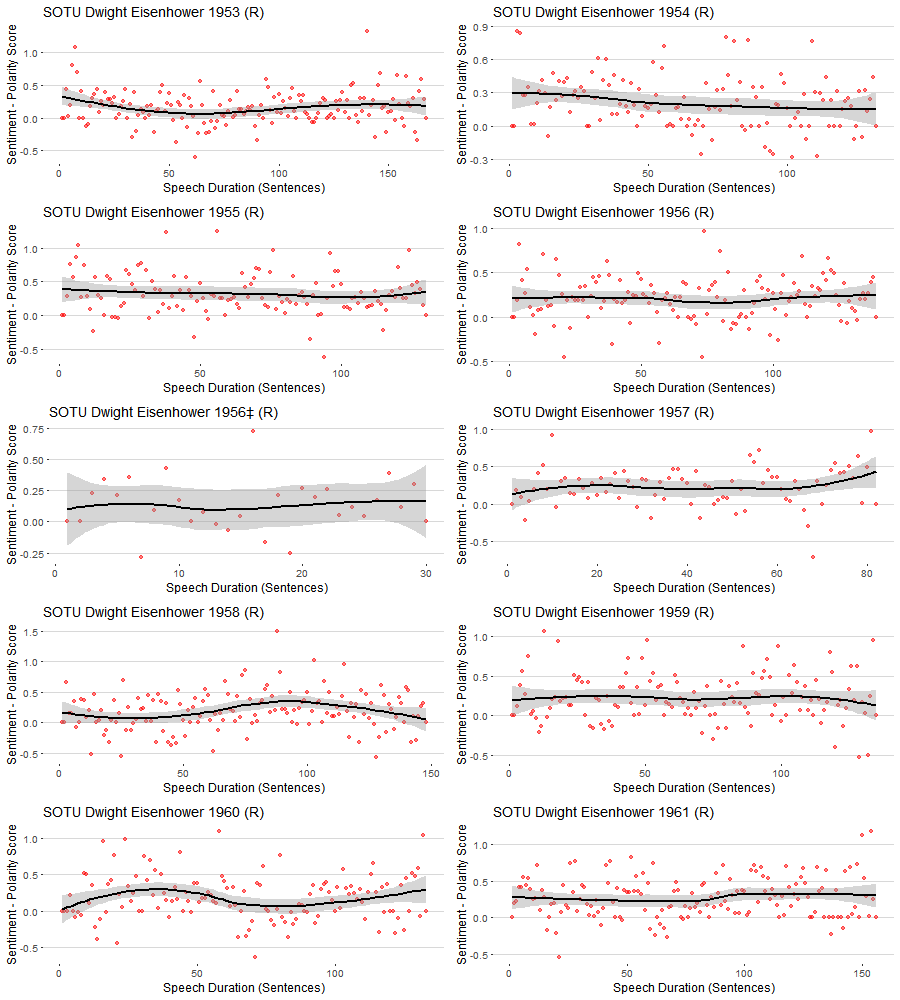 SOTU Dwight Eisenhower 1953 (R)
Sentiment - Polarity Score
1.0
0.5
0.0
-0.5
0 50 100 150
Speech Duration (Sentences)
SOTU Dwight Eisenhower 1954 (R)
Sentiment - Polarity Score
0.9
0.6
0.3
0.0
-0.3
0 50 100
Speech Duration (Sentences)
SOTU Dwight Eisenhower 1955 (R)
Sentiment - Polarity Score
1.0
0.5
0.0
-0.5
0 50 100
Speech Duration (Sentences)
SOTU Dwight Eisenhower 1956 (R)
Sentiment - Polarity Score
1.0
0.5
0.0
-0.5
0 50 100
Speech Duration (Sentences)
SOTU Dwight Eisenhower 1956‡ (R)
Sentiment - Polarity Score
0.75
0.50
0.25
0.00
-0.25
0 10 20 30
Speech Duration (Sentences)
SOTU Dwight Eisenhower 1957 (R)
Sentiment - Polarity Score
1.0
0.5
0.0
-0.5
0 20 40 60 80
Speech Duration (Sentences)
SOTU Dwight Eisenhower 1958 (R)
Sentiment - Polarity Score
1.5
1.0
0.5
0.0
-0.5
0 50 100 150
Speech Duration (Sentences)
SOTU Dwight Eisenhower 1959 (R)
Sentiment - Polarity Score
1.0
0.5
0.0
-0.5
0 50 100
Speech Duration (Sentences)
SOTU Dwight Eisenhower 1960 (R)
Sentiment - Polarity Score
1.0
0.5
0.0
-0.5
0 50 100
Speech Duration (Sentences)
SOTU Dwight Eisenhower 1961 (R)
Sentiment - Polarity Score
1.0
0.5
0.0
-0.5
0 50 100 150
Speech Duration (Sentences)